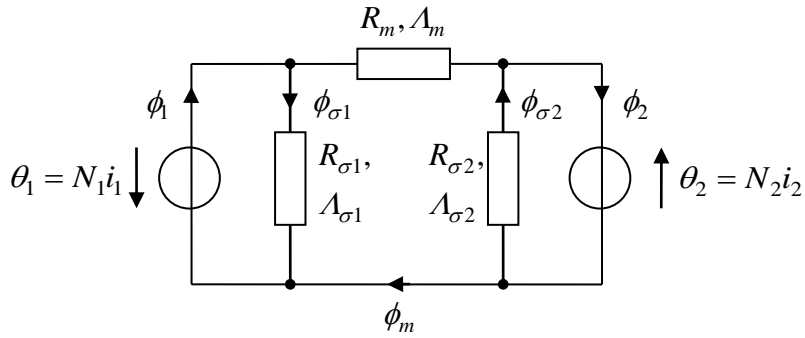 R_m, Λ_m
ϕ_1
ϕ_σ1
ϕ_σ2
ϕ_2
θ_1 = N_1 i_1
R_σ1,
Λ_σ1
R_σ2,
Λ_σ2
θ_2 = N_2 i_2
ϕ_m